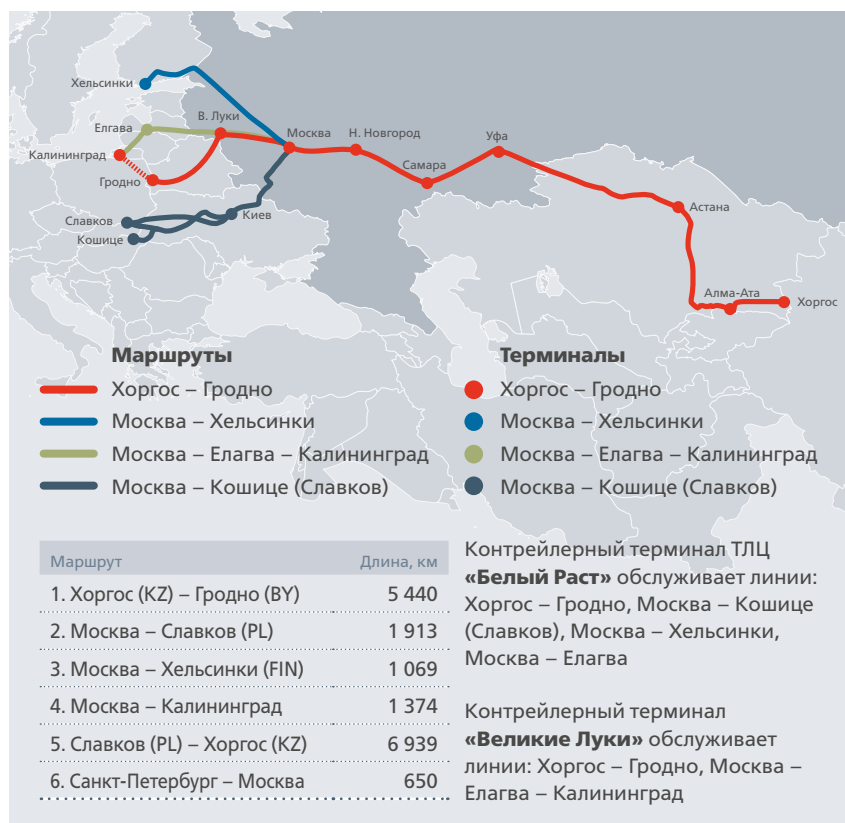 Хельсинки
В. Луки
Елгава
Москва
Н. Новгород
Уфа
Калининград
Самара
Гродно
Астана
Славков
Киев
Кошице
Алма-Ата
Хоргос
Маршруты
Хоргос – Гродно
Москва – Хельсинки
Москва – Елагва – Калининград
Москва – Кошице (Славков)
Терминалы
Хоргос – Гродно
Москва – Хельсинки
Москва – Елагва – Калининград
Москва – Кошице (Славков)
Маршрут Длина, км
1. Хоргос (KZ) – Гродно (BY) 5 440
2. Москва – Славков (PL) 1 913
3. Москва – Хельсинки (FIN) 1 069
4. Москва – Калининград 1 374
5. Славков (PL) – Хоргос (KZ) 6 939
6. Санкт-Петербург – Москва 650
Контрейлерный терминал ТЛЦ
«Белый Раст» обслуживает линии:
Хоргос – Гродно, Москва – Кошице
(Славков), Москва – Хельсинки,
Москва – Елагва
Контрейлерный терминал
«Великие Луки» обслуживает
линии: Хоргос – Гродно, Москва –
Елагва – Калининград